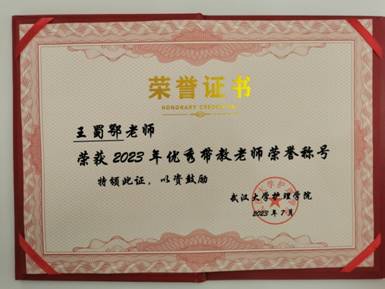 荣誉证书
HONORARY CREDENTIAL
王蜀鄂老师
荣获2023年优秀带教老师荣誉称号
特颁此证，以资鼓励
武汉大学护理学院
2023年7月